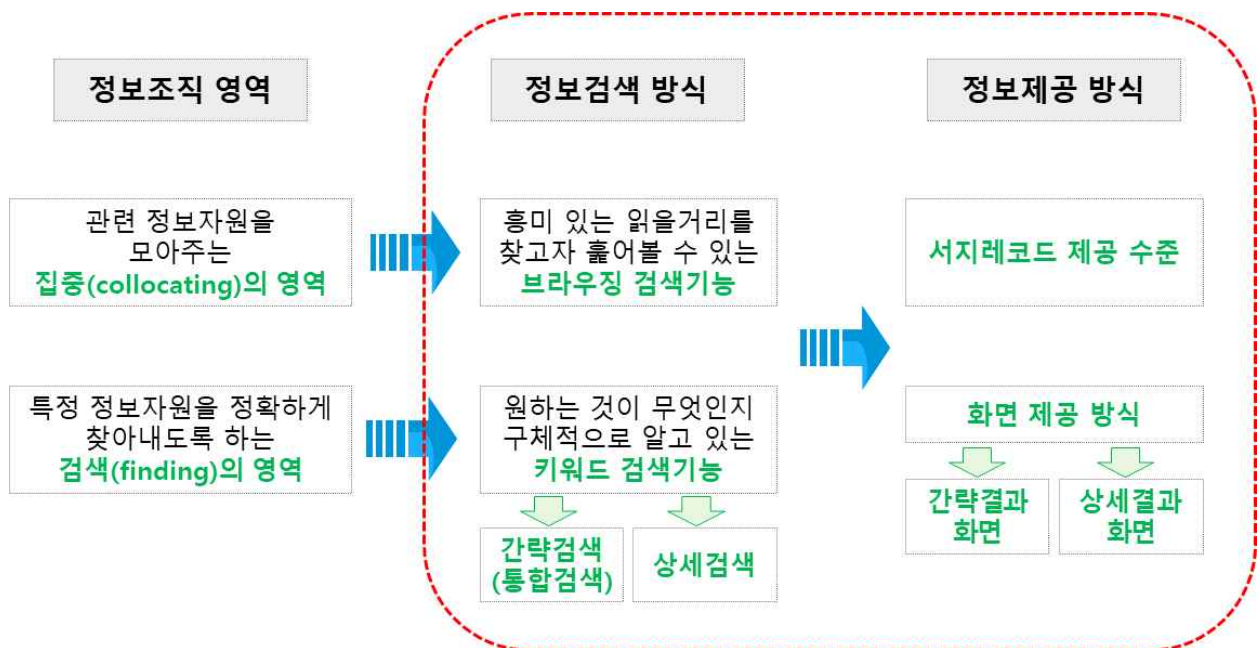 정보조직 영역
정보검색 방식
정보제공 방식
관련 정보자원을
모아주는
집중(collocating)의 영역
흥미 있는 읽을거리를
찾고자 훑어볼 수 있는
브라우징 검색기능
서지레코드 제공 수준
특정 정보자원을 정확하게
찾아내도록 하는
검색(finding)의 영역
원하는 것이 무엇인지
구체적으로 알고 있는
키워드 검색기능
화면 제공 방식
간략검색
(통합검색)
상세검색
간략결과
화면
상세결과
화면